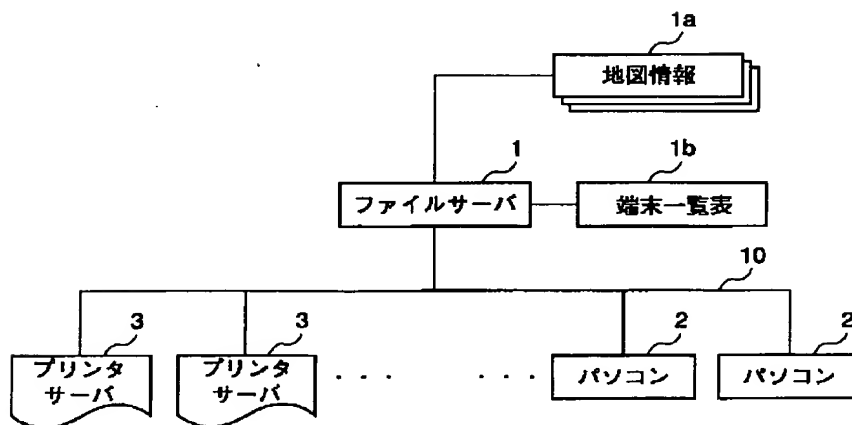 1a
地図情報
1
1b
ファイルサーバ
端末一覧表
10
3
3
2
2
プリンタ
サーバ
プリンタ
サーバ
. . .
. . .
パソコン
パソコン